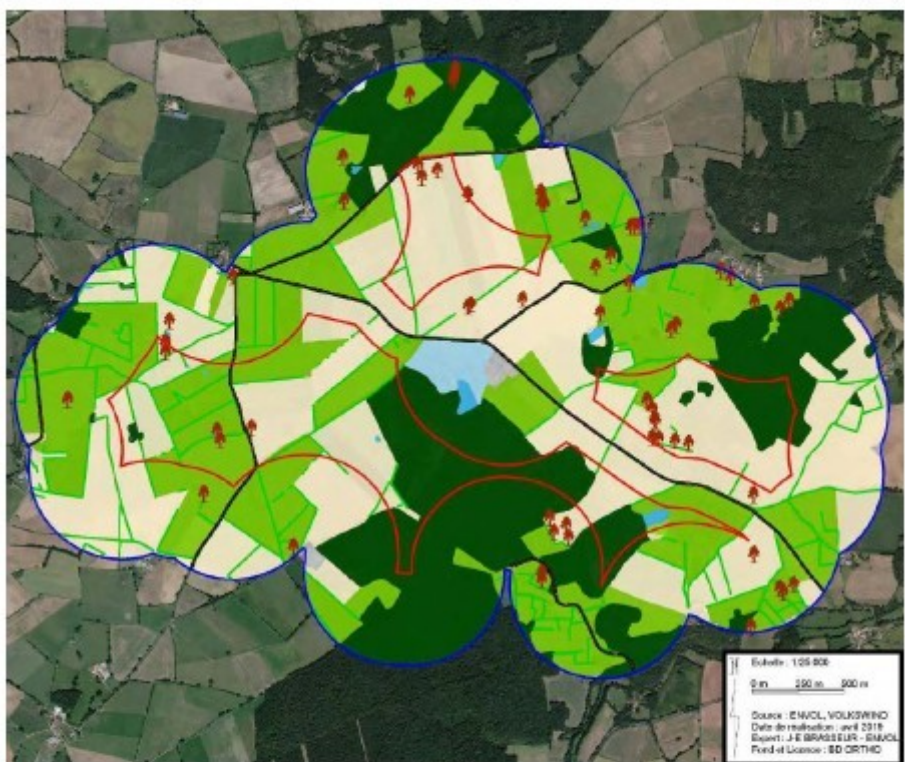 Echelle : 1/25 000
0 m 250 m 500 m
Source : ENVOL, VOLKSWIND
Date de réalisation : avril 2019
Expert : J-E BRASSEUR - ENVOL
Fond et Licence : BD ORTHO